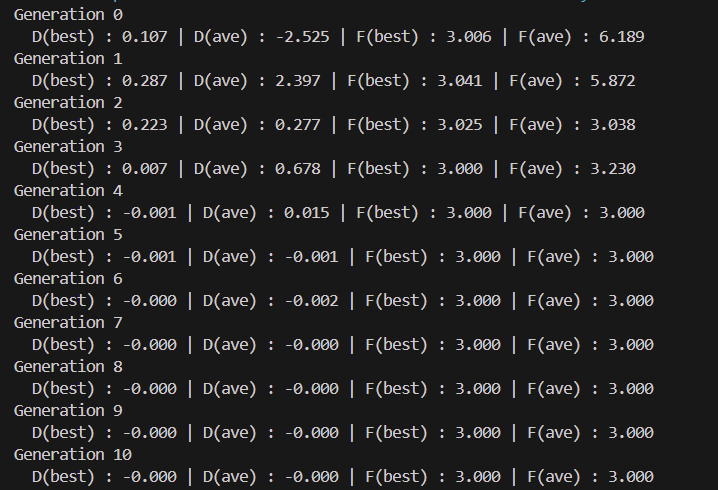 Generation 0
D(best) : 0.107 | D(ave) : -2.525 | F(best) : 3.006 | F(ave) : 6.189
Generation 1
D(best) : 0.287 | D(ave) : 2.397 | F(best) : 3.041 | F(ave) : 5.872
Generation 2
D(best) : 0.223 | D(ave) : 0.277 | F(best) : 3.025 | F(ave) : 3.038
Generation 3
D(best) : 0.007 | D(ave) : 0.678 | F(best) : 3.000 | F(ave) : 3.230
Generation 4
D(best) : -0.001 | D(ave) : 0.015 | F(best) : 3.000 | F(ave) : 3.000
Generation 5
D(best) : -0.001 | D(ave) : -0.001 | F(best) : 3.000 | F(ave) : 3.000
Generation 6
D(best) : -0.000 | D(ave) : -0.002 | F(best) : 3.000 | F(ave) : 3.000
Generation 7
D(best) : -0.000 | D(ave) : -0.000 | F(best) : 3.000 | F(ave) : 3.000
Generation 8
D(best) : -0.000 | D(ave) : -0.000 | F(best) : 3.000 | F(ave) : 3.000
Generation 9
D(best) : -0.000 | D(ave) : -0.000 | F(best) : 3.000 | F(ave) : 3.000
Generation 10
D(best) : -0.000 | D(ave) : -0.000 | F(best) : 3.000 | F(ave) : 3.000